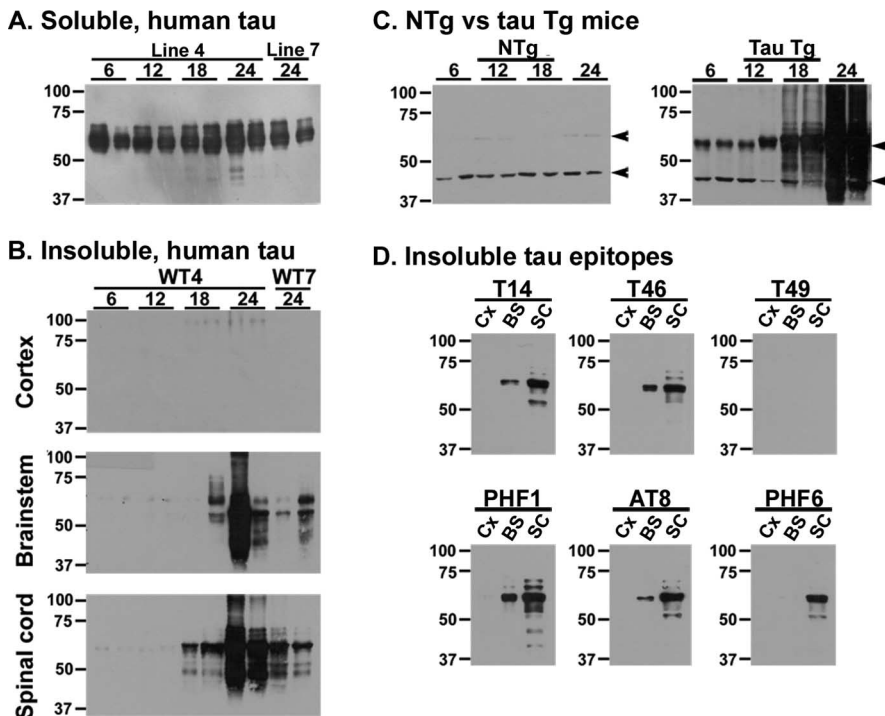 A. Soluble, human tau
Line 4 Line 7
6 12 18 24 24
100
75
50
37
B. Insoluble, human tau
WT4 WT7
6 12 18 24 24
Cortex
100
75
50
37
Brainstem
100
75
50
37
Spinal cord
100
75
50
37
C. NTg vs tau Tg mice
NTg
6 12 18 24
100
75
50
37
Tau Tg
6 12 18 24
100
75
50
37
D. Insoluble tau epitopes
T14
Cx BS SC
100
75
50
37
T46
Cx BS SC
100
75
50
37
T49
Cx BS SC
100
75
50
37
PHF1
Cx BS SC
100
75
50
37
AT8
Cx BS SC
100
75
50
37
PHF6
Cx BS SC
100
75
50
37